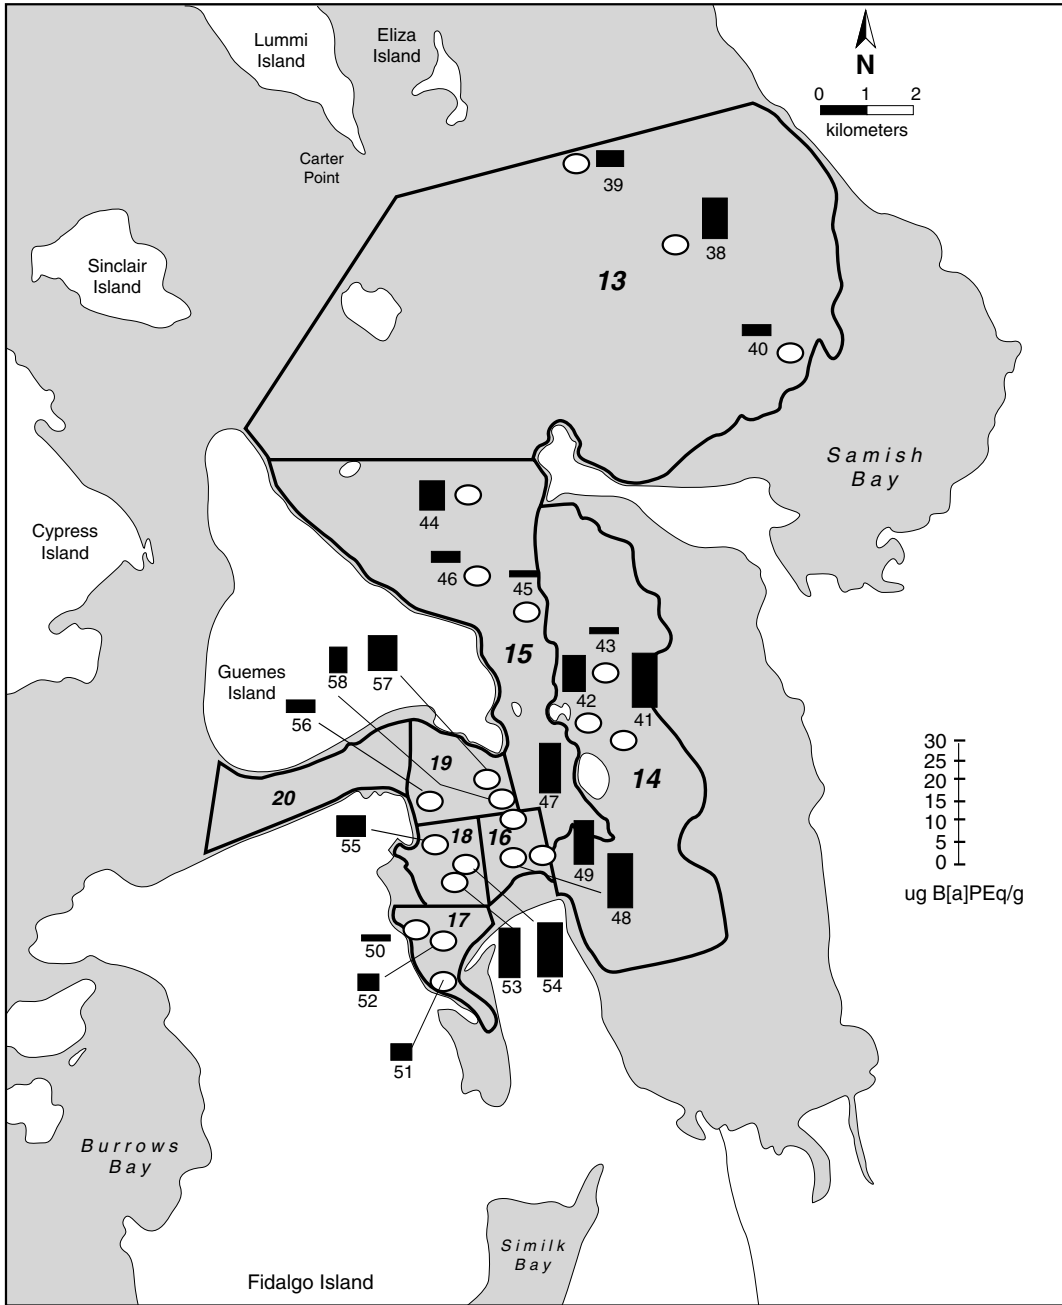 Lummi
Island
Eliza
Island
N
0 1 2
kilometers
Carter
Point
39
38
13
Sinclair
Island
40
Samish
Bay
44
Cypress
Island
46
45
15
43
Guemes
Island
58
57
42
41
56
14
19
20
47
30
25
20
15
10
5
0
ug B[a]PEq/g
55
18
16
49
48
17
50
52
53
54
51
Burrows
Bay
Similk
Bay
Fidalgo Island